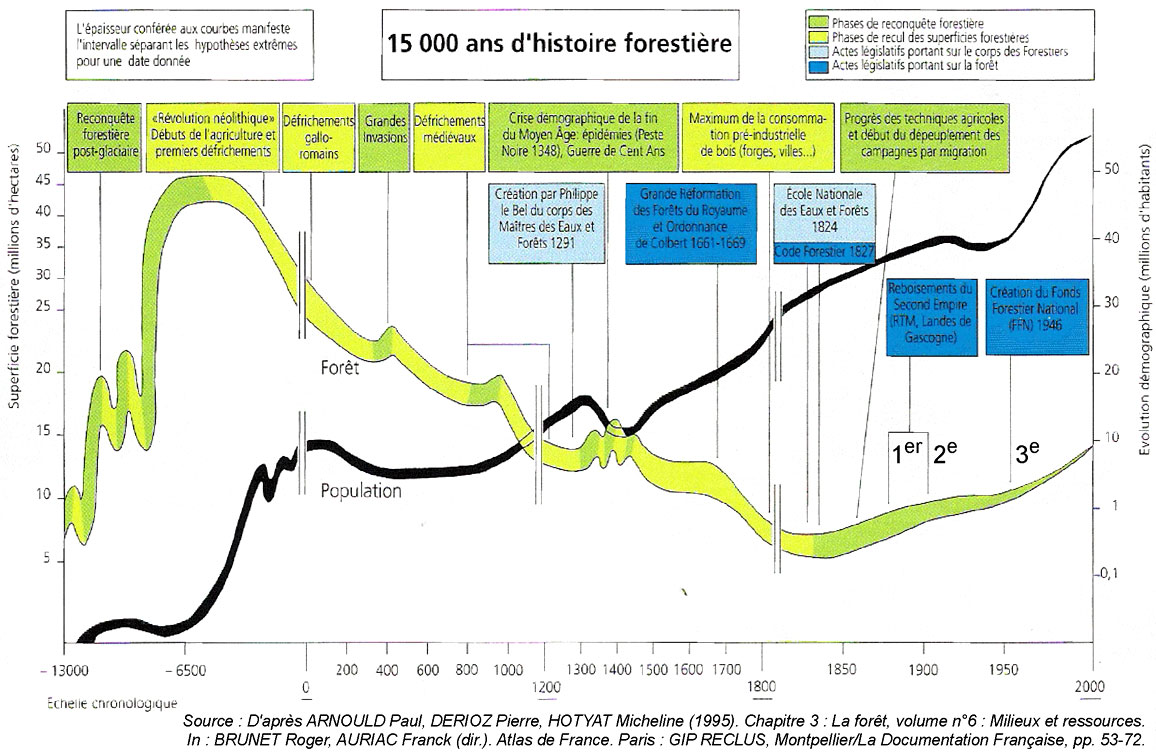 L'épaisseur conférée aux courbes manifeste
l'intervalle séparant les hypothèses extrêmes
pour une date donnée
15 000 ans d'histoire forestière
Phases de reconquête forestière
Phases de recul des superficies forestières
Actes législatifs portant sur le corps des Forestiers
Actes législatifs portant sur la forêt
Reconquête
forestière
post-glaciaire
«Révolution néolithique»
Débuts de l'agriculture et
premiers défrichements
Défrichements
gallo-
romains
Grandes
Invasions
Défrichements
médiévaux
Crise démographique de la fin
du Moyen Âge: épidémies (Peste
Noire 1348), Guerre de Cent Ans
Maximum de la consomma-
tion pré-industrielle
de bois (forges, villes...)
Progrès des techniques agricoles
et début du dépeuplement des
campagnes par migration
Création par Philippe
le Bel du corps des
Maîtres des Eaux et
Forêts 1291
Grande Réformation
des Forêts du Royaume
et Ordonnance
de Colbert 1661-1669
École Nationale
des Eaux et Forêts
1824
Code Forestier 1827
Reboisements du
Second Empire
(RTM, Landes de
Gascogne)
Création du Fonds
Forestier National
(FFN) 1946
Superficie forestière (millions d'hectares)
50
45
40
35
30
25
20
15
10
5
Evolution démographique (millions d'habitants)
50
40
30
20
10
1
0,1
Forêt
Population
1er
2e
3e
-13000
-6500
0
200
400
600
800
1000
1200
1300
1400
1500
1600
1700
1800
1850
1900
1950
2000
Echelle chronologique
Source : D'après ARNOULD Paul, DERIOZ Pierre, HOTYAT Micheline (1995). Chapitre 3 : La forêt, volume n°6 : Milieux et ressources.
In : BRUNET Roger, AURIAC Franck (dir.). Atlas de France. Paris : GIP RECLUS, Montpellier/La Documentation Française, pp. 53-72.